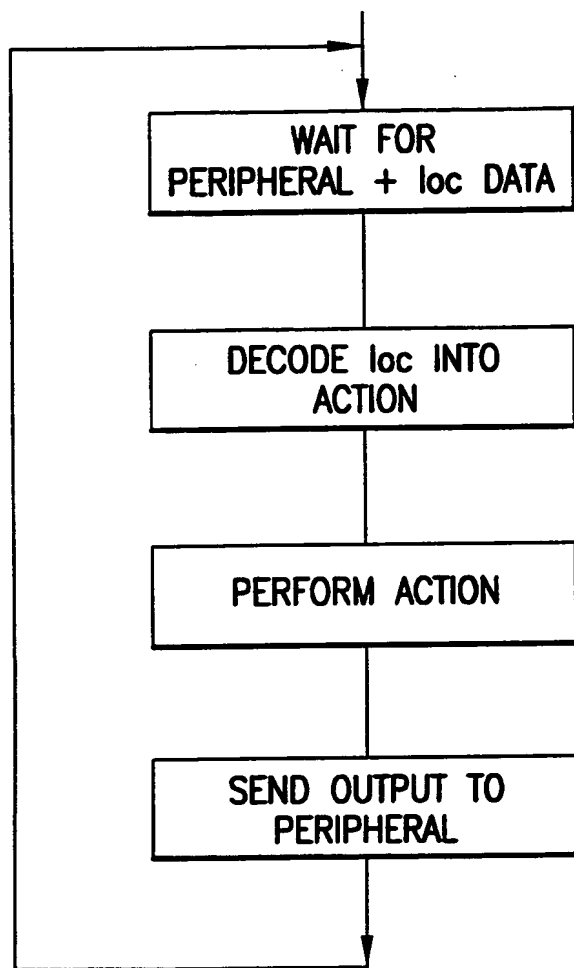 WAIT FOR
PERIPHERAL + loc DATA
DECODE loc INTO
ACTION
PERFORM ACTION
SEND OUTPUT TO
PERIPHERAL